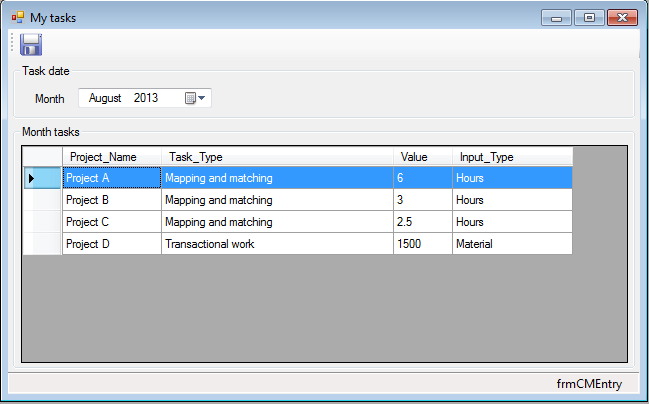 My tasks
Task date
Month August 2013
Month tasks
Project_Name Task_Type Value Input_Type
Project A Mapping and matching 6 Hours
Project B Mapping and matching 3 Hours
Project C Mapping and matching 2.5 Hours
Project D Transactional work 1500 Material
frmCMEntry